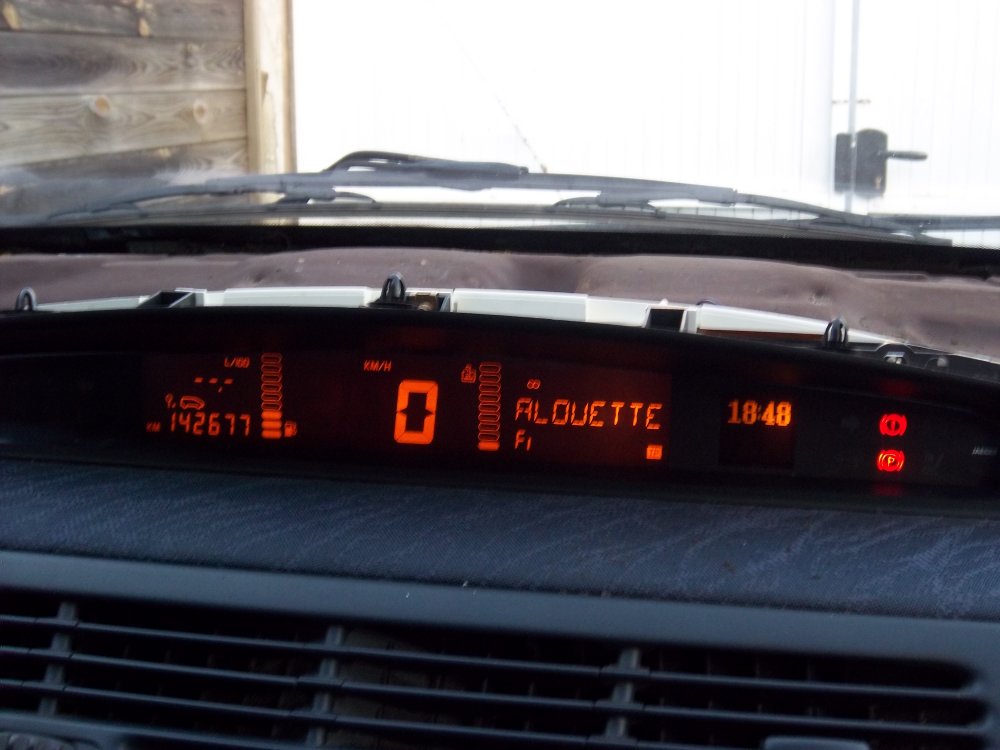 L/100
--.-
KM 142677
KM/H
0
ALOUETTE
F1
18:48
P